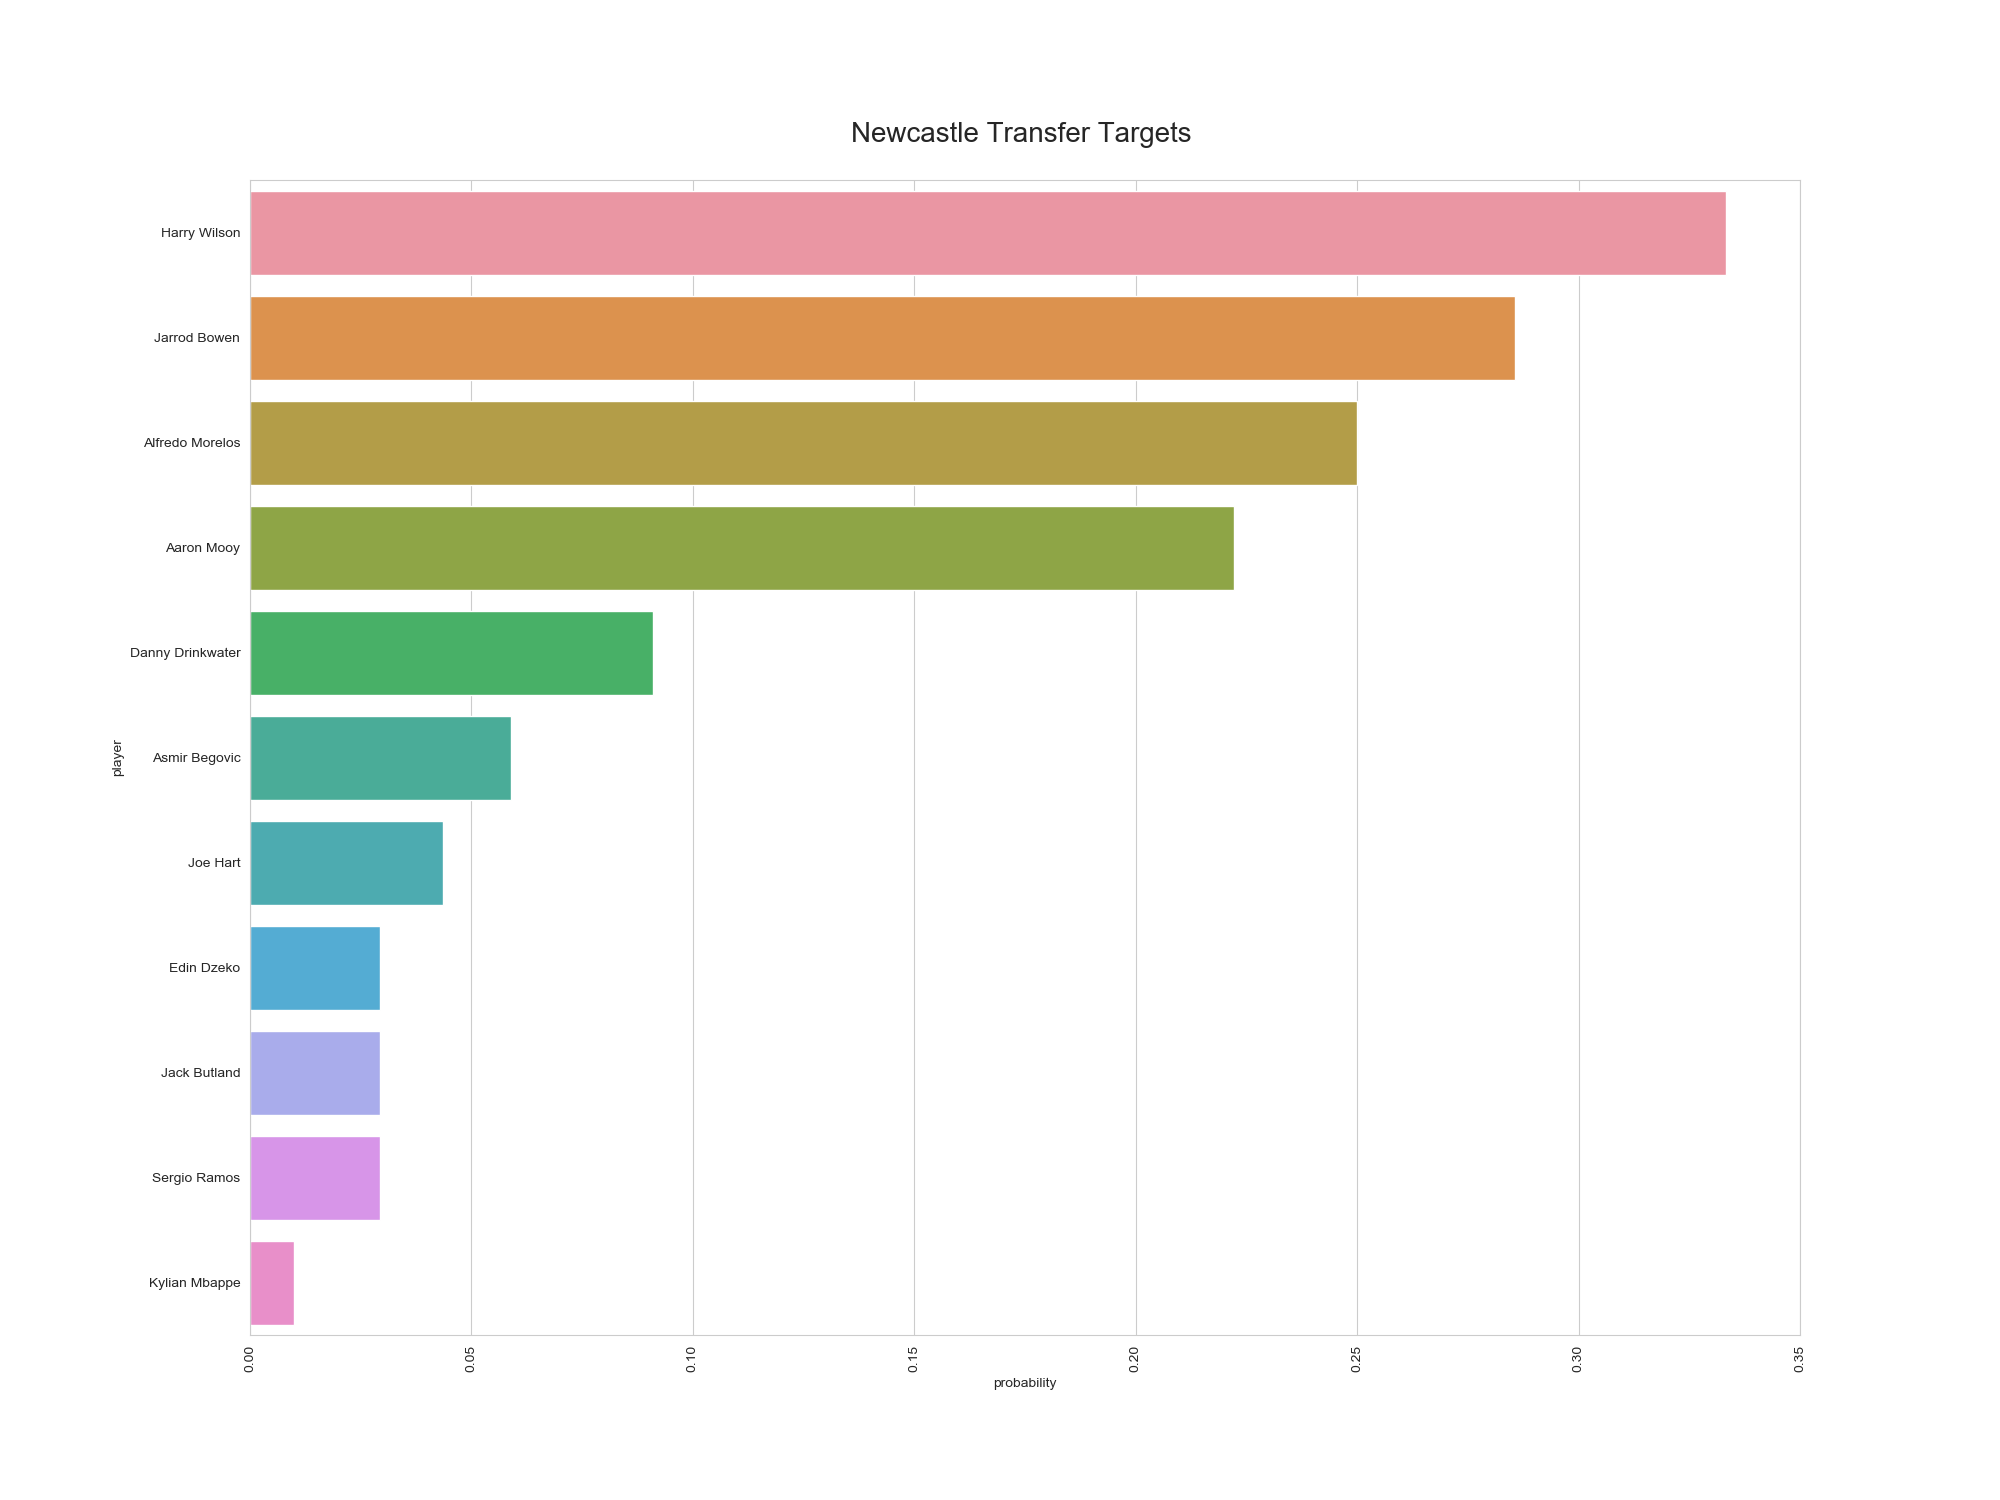 Newcastle Transfer Targets
Harry Wilson
Jarrod Bowen
Alfredo Morelos
Aaron Mooy
Danny Drinkwater
Asmir Begovic
Joe Hart
Edin Dzeko
Jack Butland
Sergio Ramos
Kylian Mbappe
player
0.00 0.05 0.10 0.15 0.20 0.25 0.30 0.35
probability